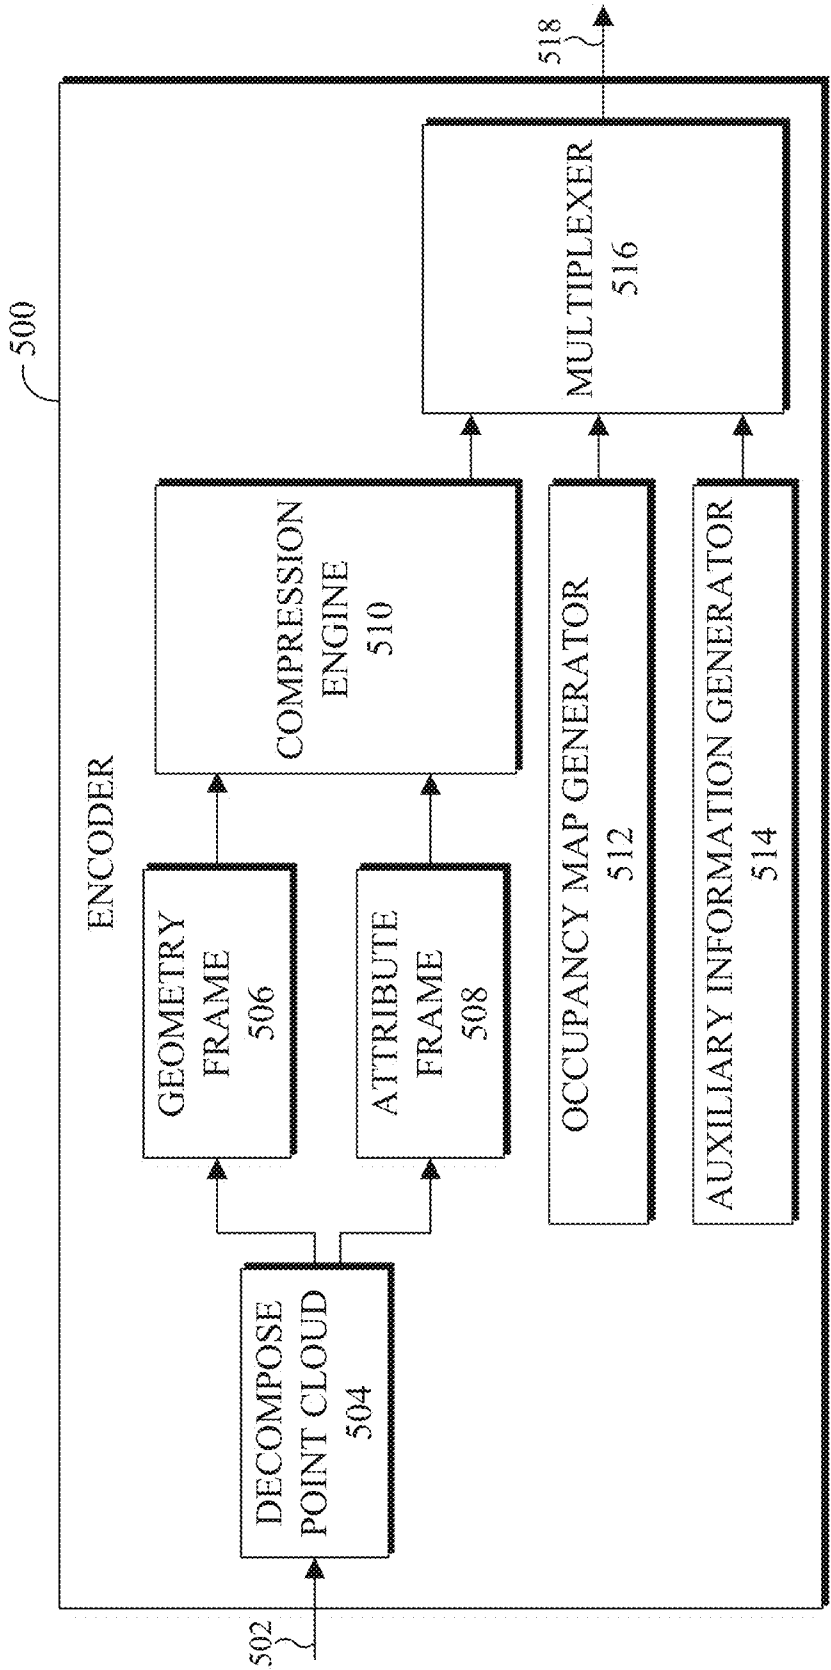 500
ENCODER
502
DECOMPOSE
POINT CLOUD
504
GEOMETRY
FRAME
506
ATTRIBUTE
FRAME
508
COMPRESSION
ENGINE
510
OCCUPANCY MAP GENERATOR
512
AUXILIARY INFORMATION GENERATOR
514
MULTIPLEXER
516
518